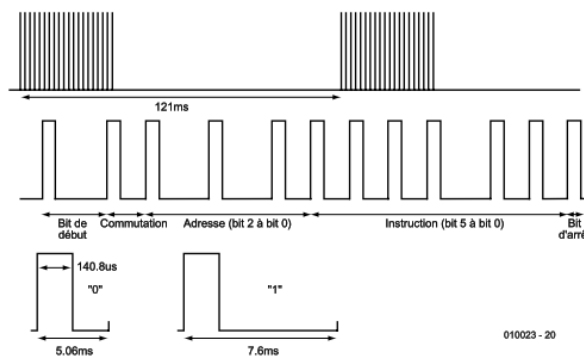 121ms
Bit de
début
Commutation
Adresse (bit 2 à bit 0)
Instruction (bit 5 à bit 0)
Bit
d'arrê
140.8us
"0"
"1"
5.06ms
7.6ms
010023 - 20